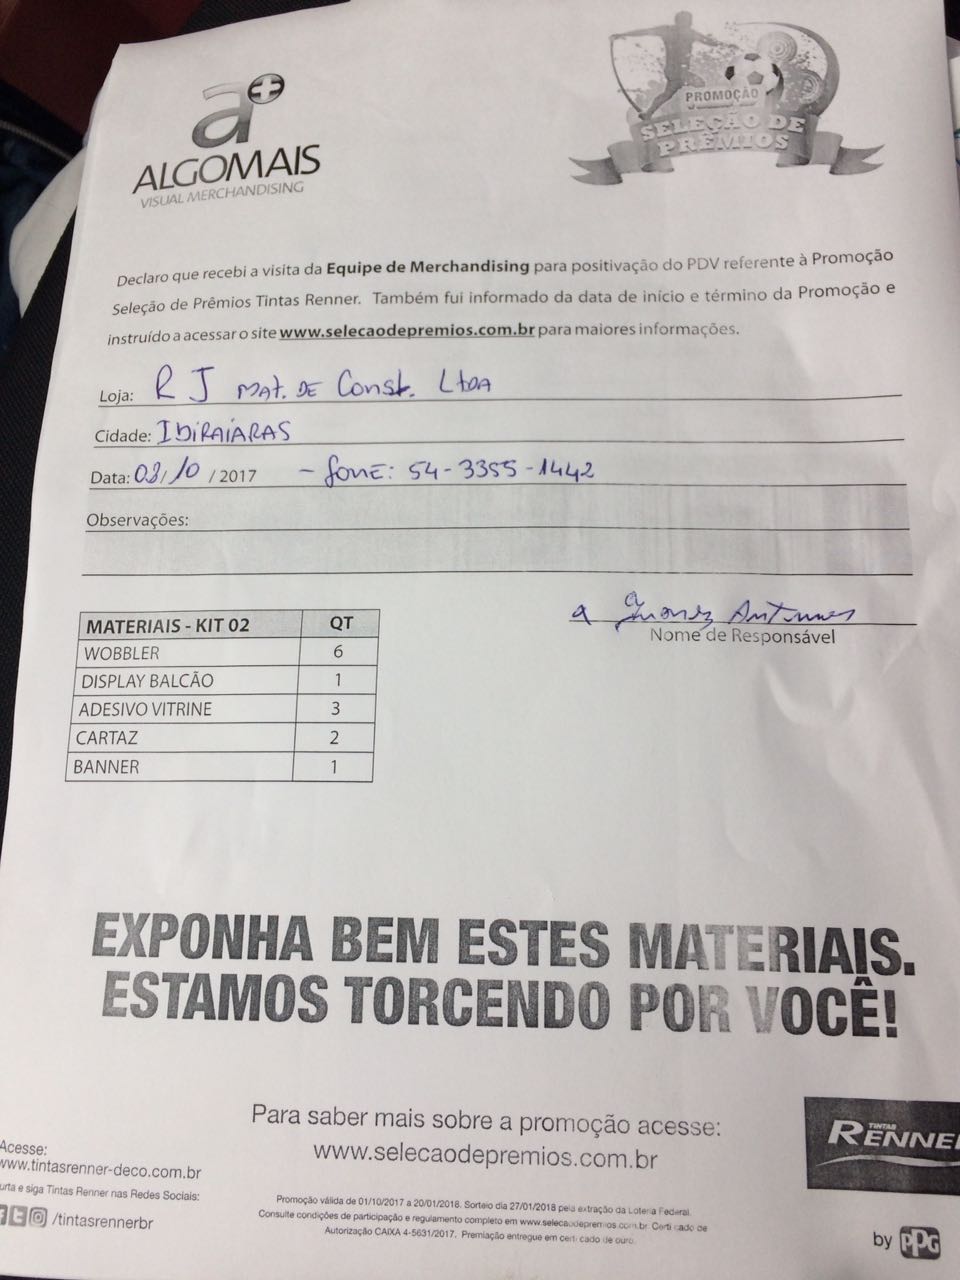 a+
ALGOMAIS
VISUAL MERCHANDISING
PROMOÇÃO
SELEÇÃO DE
PRÊMIOS
Declaro que recebi a visita da Equipe de Merchandising para positivação do PDV referente à Promoção
Seleção de Prêmios Tintas Renner. Também fui informado da data de início e término da Promoção e
instruído a acessar o site www.selecaodepremios.com.br para maiores informações.
Loja: R J MAT. DE Const. LTDA
Cidade: IBIRAIARAS
Data: 03/10/2017 - fone: 54-3355-1442
Observações:
Antunes
Nome de Responsável
MATERIAIS - KIT 02 QT
WOBBLER 6
DISPLAY BALCÃO 1
ADESIVO VITRINE 3
CARTAZ 2
BANNER 1
EXPONHA BEM ESTES MATERIAIS.
ESTAMOS TORCENDO POR VOCÊ!
Para saber mais sobre a promoção acesse:
www.selecaodepremios.com.br
Acesse:
www.tintasrenner-deco.com.br
urta e siga Tintas Renner nas Redes Sociais:
/tintasrennerbr
Promoção válida de 01/10/2017 a 20/01/2018. Sorteio dia 27/01/2018 pela extração da Loteria Federal.
Consulte condições de participação e regulamento completo em www.selecaodepremios.com.br. Certificado de
Autorização CAIXA 4-5631/2017. Premiação entregue em certificado de ouro.
TINTAS
RENNER
by PPG